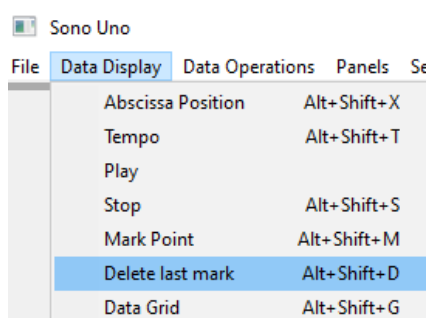 Sono Uno
File Data Display Data Operations Panels Se
Abscissa Position Alt+Shift+X
Tempo Alt+Shift+T
Play
Stop Alt+Shift+S
Mark Point Alt+Shift+M
Delete last mark Alt+Shift+D
Data Grid Alt+Shift+G